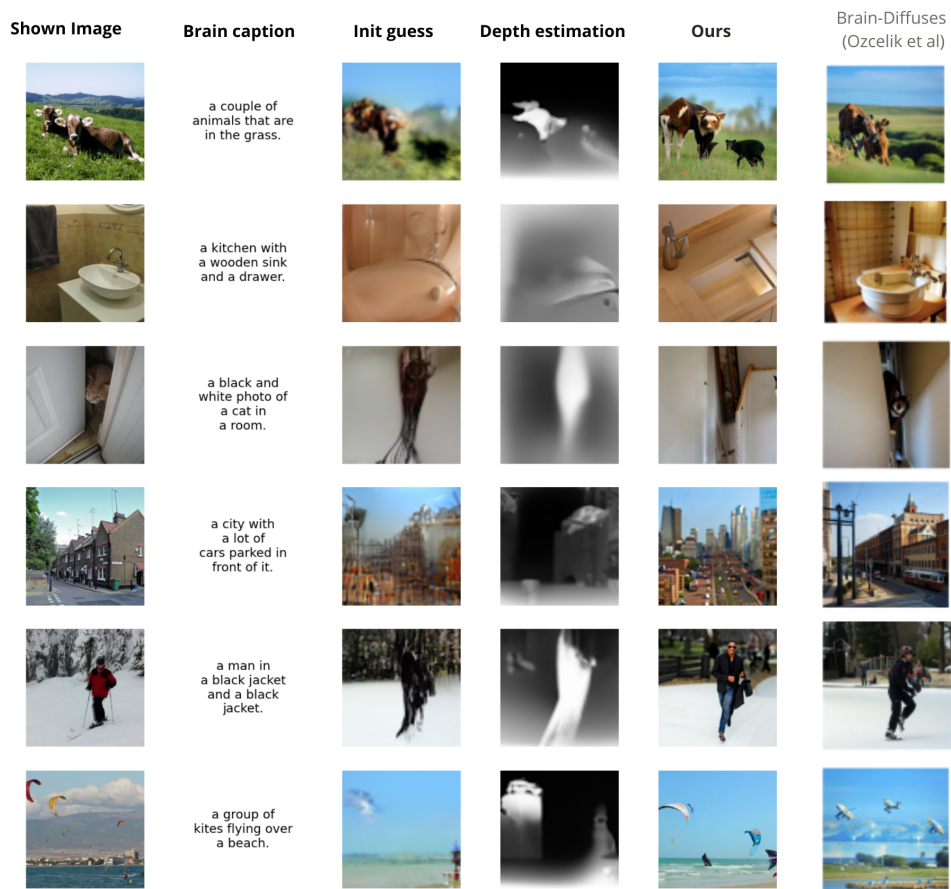 Shown Image
Brain caption
Init guess
Depth estimation
Ours
Brain-Diffuses
(Ozcelik et al)
a couple of
animals that are
in the grass.
a kitchen with
a wooden sink
and a drawer.
a black and
white photo of
a cat in
a room.
a city with
a lot of
cars parked in
front of it.
a man in
a black jacket
and a black
jacket.
a group of
kites flying over
a beach.